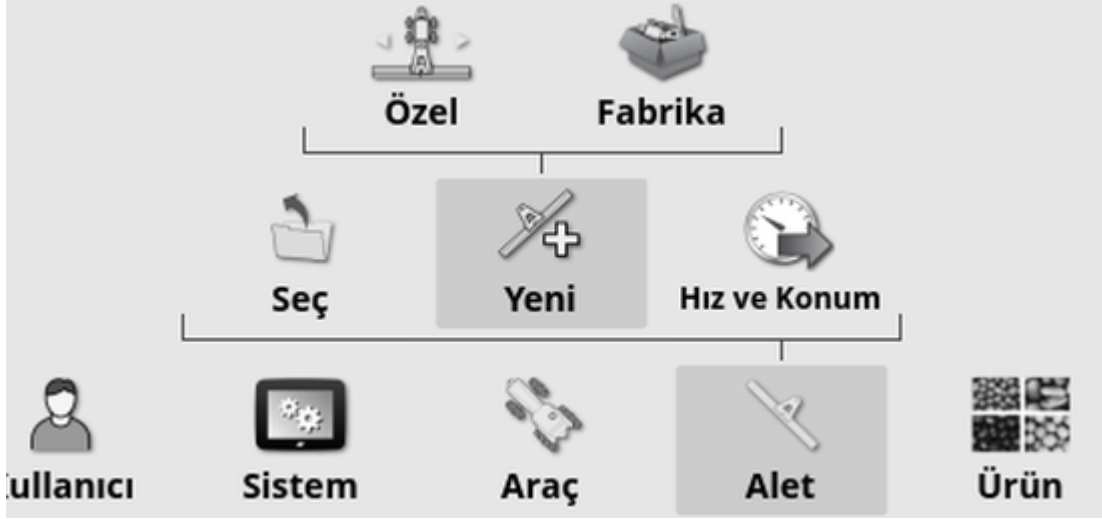 Özel
Fabrika
Seç
Yeni
Hız ve Konum
ullanıcı
Sistem
Araç
Alet
Ürün